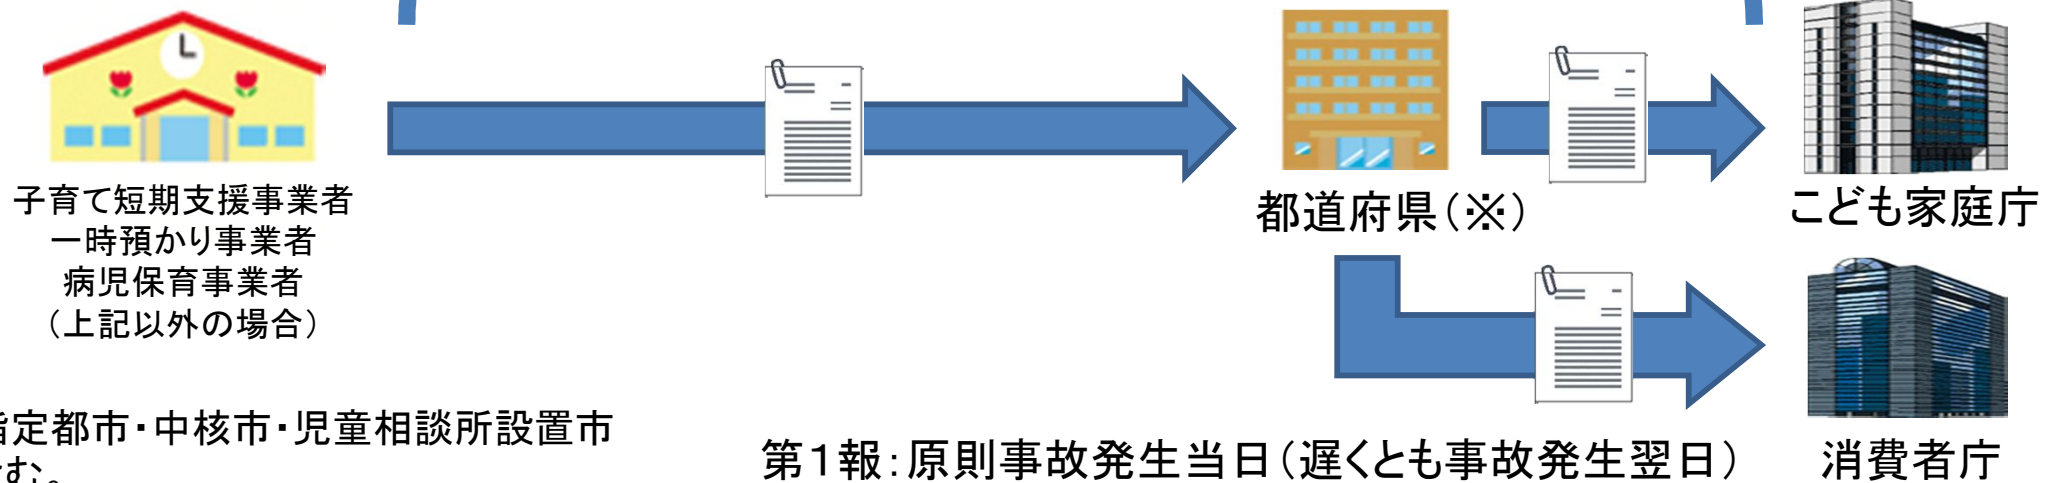 子育て短期支援事業者
一時預かり事業者
病児保育事業者
（上記以外の場合）
都道府県（※）
こども家庭庁
消費者庁
指定都市・中核市・児童相談所設置市
む。
第１報：原則事故発生当日（遅くとも事故発生翌日）